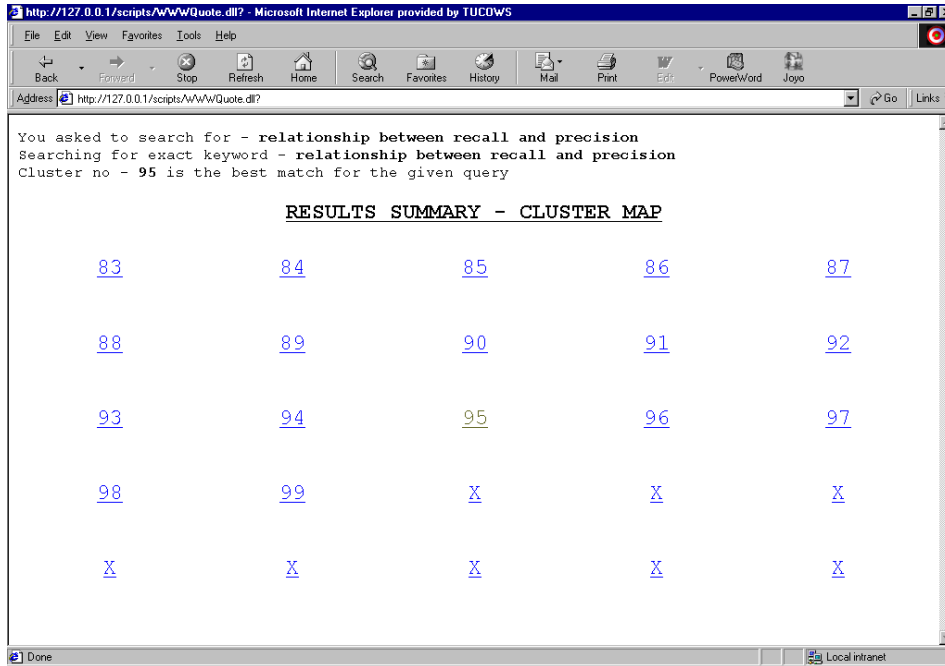 http://127.0.0.1/scripts/WWWQuote.dll? - Microsoft Internet Explorer provided by TUCOWS
File Edit View Favorites Tools Help
Back Forward Stop Refresh Home Search Favorites History Mail Print Edit PowerWord Joyo
Address http://127.0.0.1/scripts/WWWQuote.dll? Go Links
You asked to search for - relationship between recall and precision
Searching for exact keyword - relationship between recall and precision
Cluster no - 95 is the best match for the given query
RESULTS SUMMARY - CLUSTER MAP
83 84 85 86 87
88 89 90 91 92
93 94 95 96 97
98 99 X X X
X X X X X
Done Local intranet